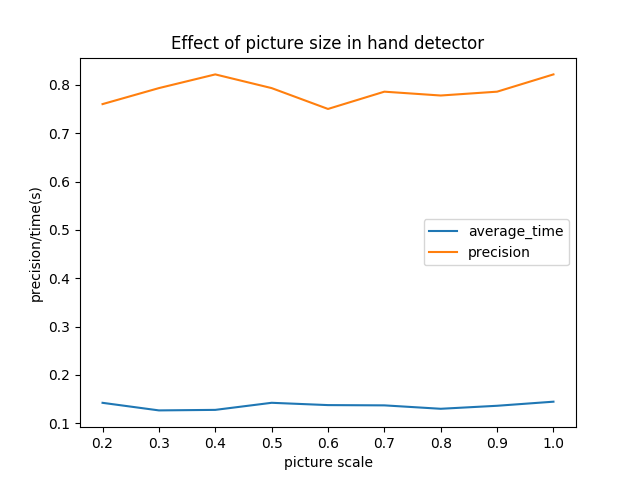 Effect of picture size in hand detector
precision/time(s)
0.8
0.7
0.6
0.5
0.4
0.3
0.2
0.1
average_time
precision
0.2 0.3 0.4 0.5 0.6 0.7 0.8 0.9 1.0
picture scale